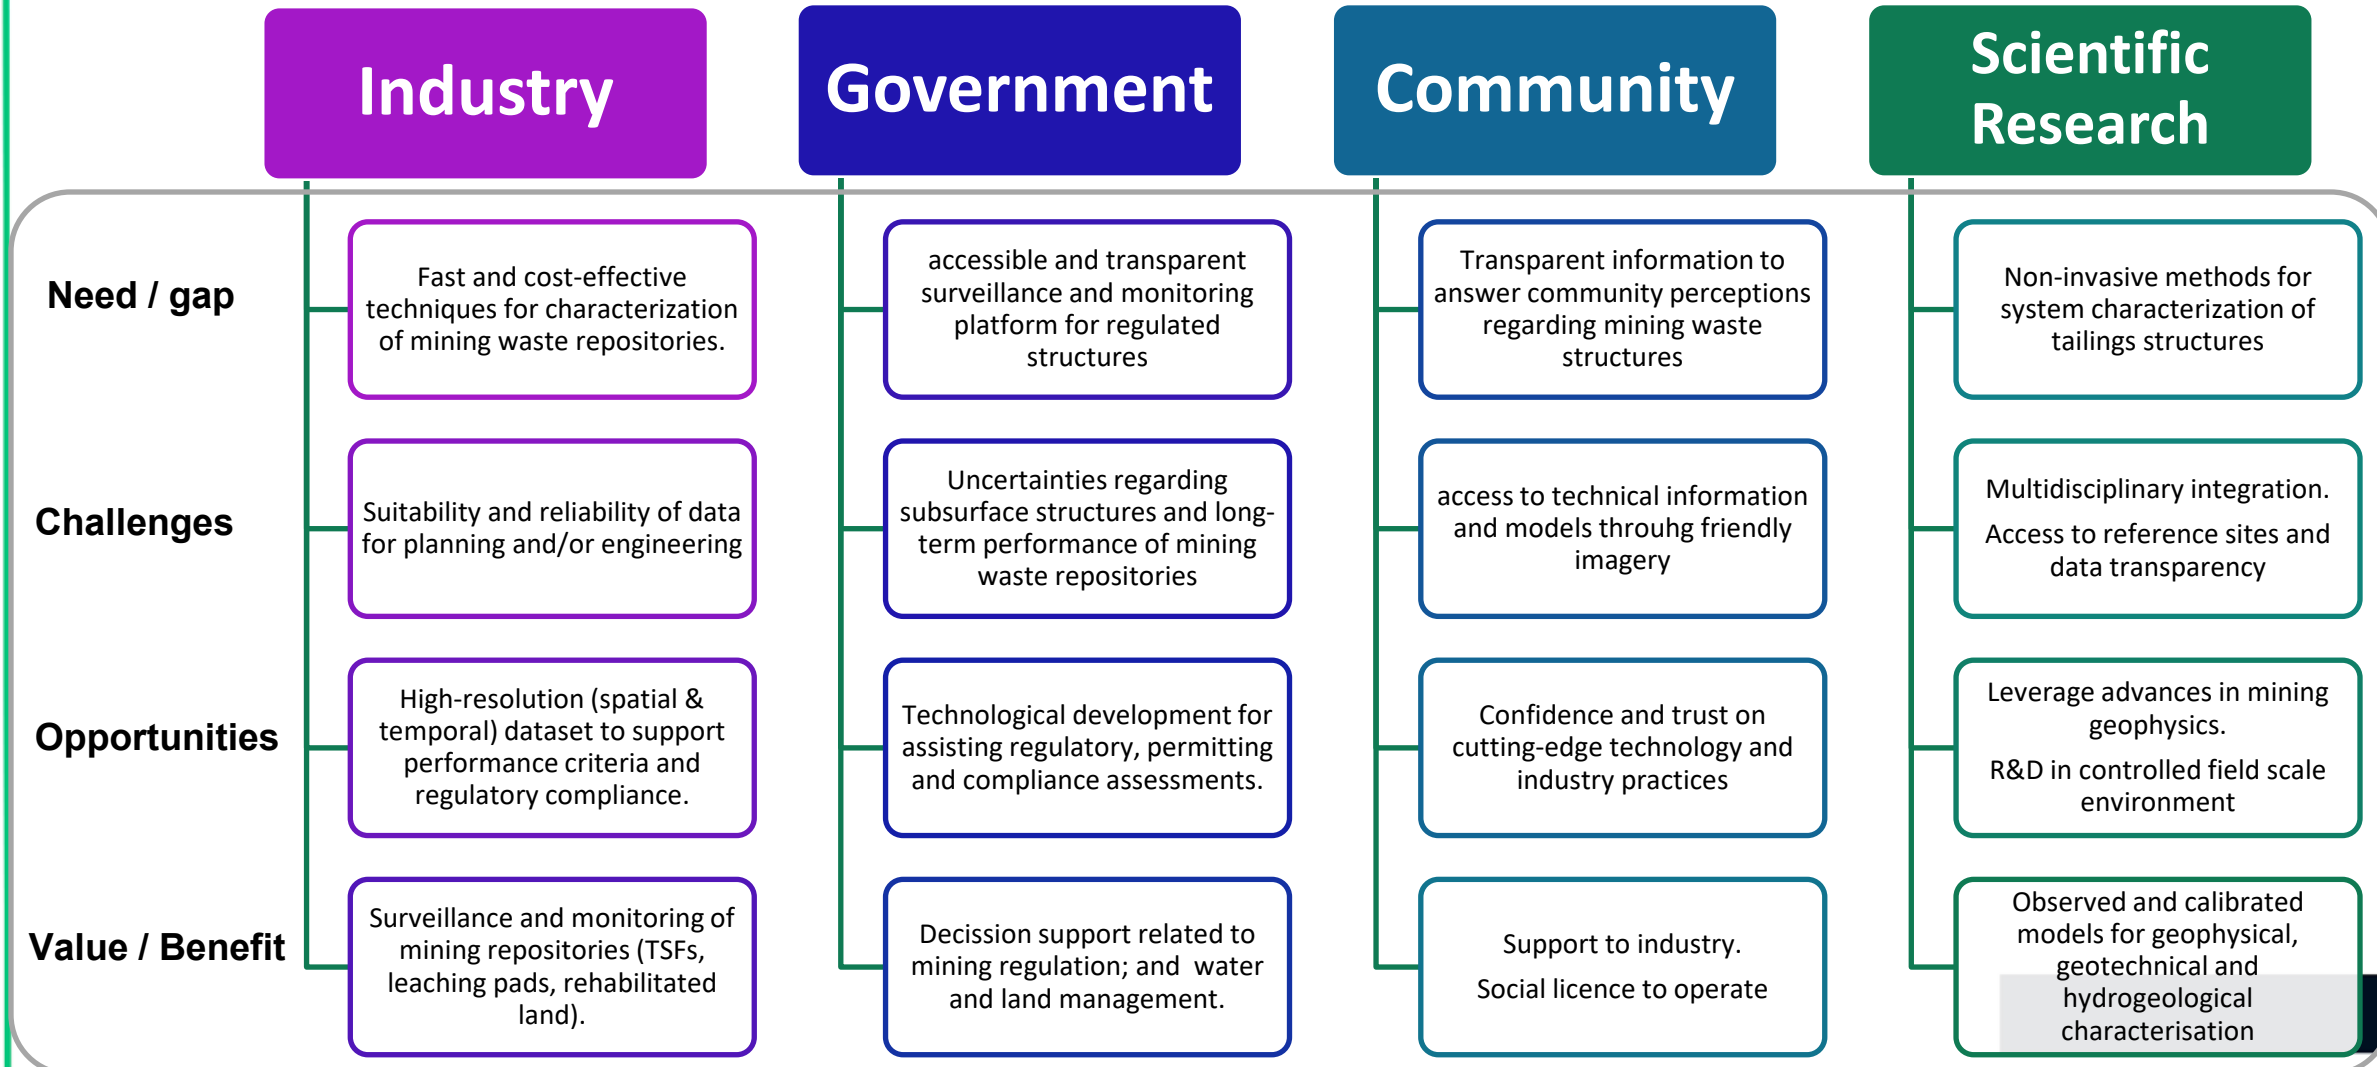 Industry
Government
Community
Scientific
Research
Need / gap
Fast and cost-effective
techniques for characterization
of mining waste repositories.
accessible and transparent
surveillance and monitoring
platform for regulated
structures
Transparent information to
answer community perceptions
regarding mining waste
structures
Non-invasive methods for
system characterization of
tailings structures
Challenges
Suitability and reliability of data
for planning and/or engineering
Uncertainties regarding
subsurface structures and long-
term performance of mining
waste repositories
access to technical information
and models throuhg friendly
imagery
Multidisciplinary integration.
Access to reference sites and
data transparency
Opportunities
High-resolution (spatial &
temporal) dataset to support
performance criteria and
regulatory compliance.
Technological development for
assisting regulatory, permitting
and compliance assessments.
Confidence and trust on
cutting-edge technology and
industry practices
Leverage advances in mining
geophysics.
R&D in controlled field scale
environment
Value / Benefit
Surveillance and monitoring of
mining repositories (TSFs,
leaching pads, rehabilitated
land).
Decission support related to
mining regulation; and  water
and land management.
Support to industry.
Social licence to operate
Observed and calibrated
models for geophysical,
geotechnical and
hydrogeological
characterisation